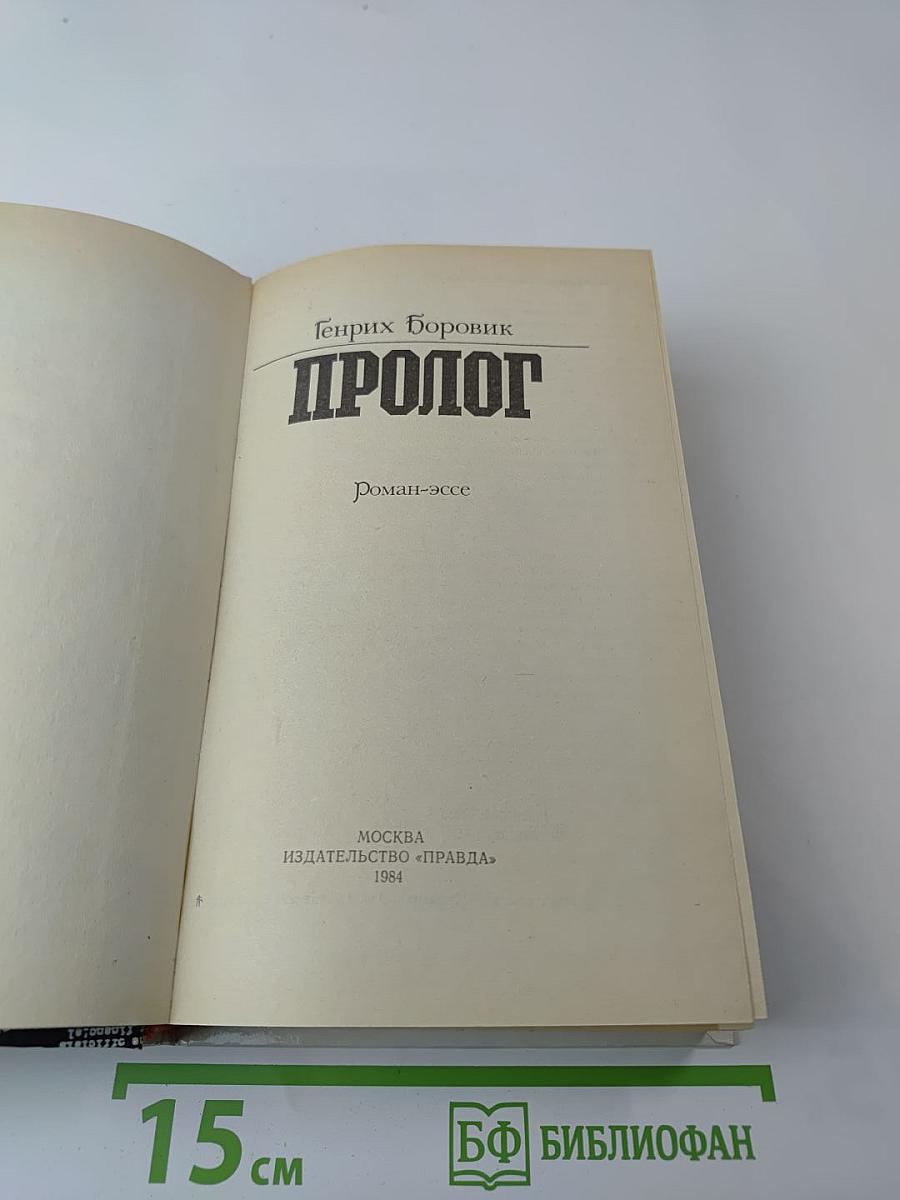 Генрих Боровик
ПРОЛОГ
Роман-эссе
МОСКВА
ИЗДАТЕЛЬСТВО «ПРАВДА»
1984
15 см
БФ БИБЛИОФАН